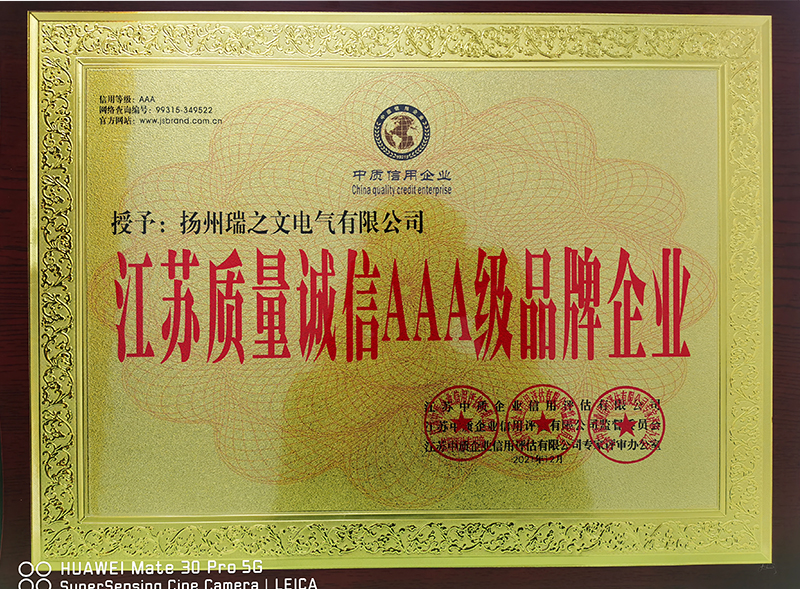 信用等级：AAA
网络查询编号：99315-349522
官方网站：www.jsbrand.com.cn
中质信用企业
China quality credit enterprise
授予：扬州瑞之文电气有限公司
江苏质量诚信AAA级品牌企业
江苏中质企业信用评估有限公司
江苏中质企业信用评估有限公司监督委员会
江苏中质企业信用评估有限公司专家评审办公室
HUAWEI Mate 30 Pro 5G
SuperSensing Cine Camera | LEICA